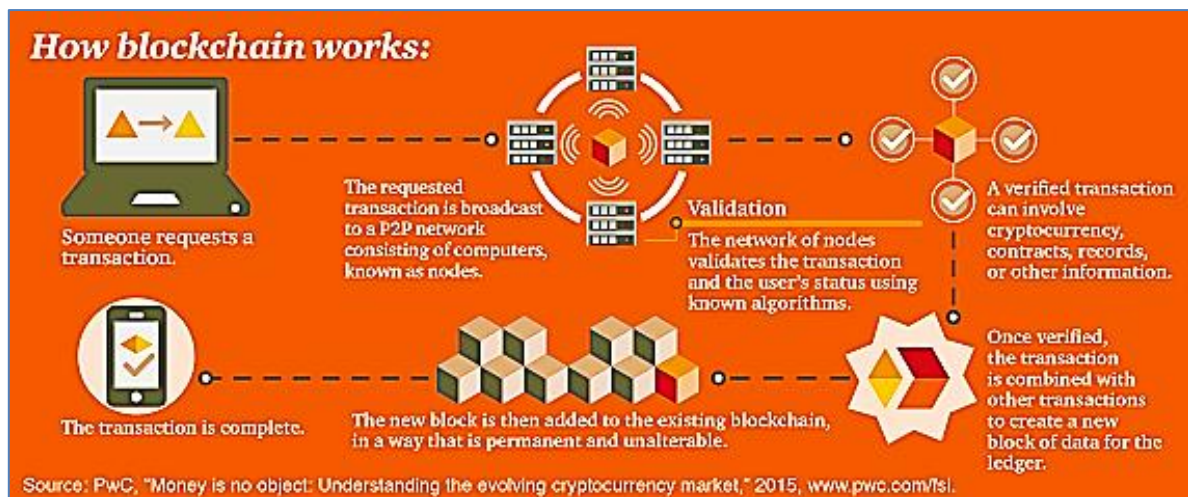 How blockchain works:
Someone requests a
transaction.
The requested
transaction is broadcast
to a P2P network
consisting of computers,
known as nodes.
Validation
The network of nodes
validates the transaction
and the user's status using
known algorithms.
A verified transaction
can involve
cryptocurrency,
contracts, records,
or other information.
Once verified,
the transaction
is combined with
other transactions
to create a new
block of data for the
ledger.
The new block is then added to the existing blockchain,
in a way that is permanent and unalterable.
The transaction is complete.
Source: PwC, "Money is no object: Understanding the evolving cryptocurrency market," 2015, www.pwc.com/fsi.